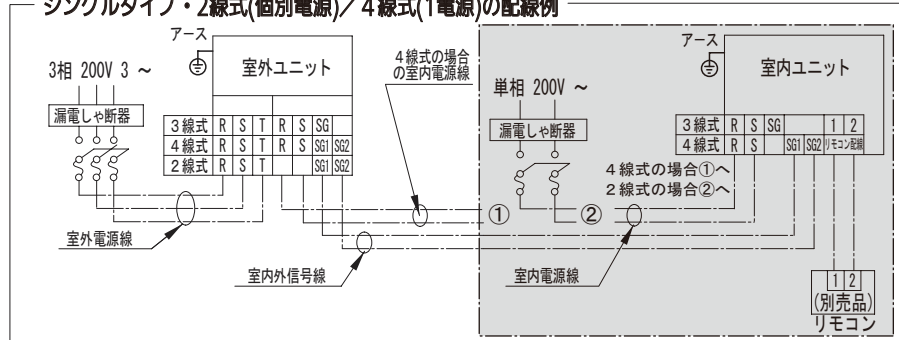 シングルタイプ・2線式(個別電源)/4線式(1電源)の配線例
アース
3相 200V 3 ~
漏電しゃ断器
室外ユニット
3線式 R S T R S SG
4線式 R S T R S SG1 SG2
2線式 R S T SG1 SG2
4線式の場合
の室内電源線
室外電源線
室内外信号線
アース
単相 200V ~
漏電しゃ断器
室内ユニット
3線式 R S SG 1 2
4線式 R S SG1 SG2 リモコン配線
4線式の場合①へ
2線式の場合②へ
① ②
室内電源線
1 2
(別売品)
リモコン